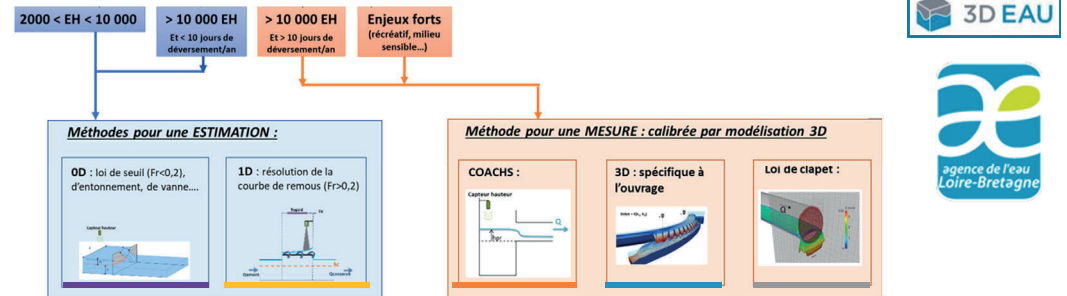 2000 < EH < 10 000
> 10 000 EH
Et < 10 jours de
déversement/an
> 10 000 EH
Et > 10 jours de
déversement/an
Enjeux forts
(récréatif, milieu
sensible...)
3D EAU
agence de l'eau
Loire-Bretagne
Méthodes pour une ESTIMATION :
0D : loi de seuil (Fr<0,2),
d'entonnement, de vanne....
Capteur hauteur
1D : résolution de la
courbe de remous (Fr>0,2)
Regard
Qamont
Méthode pour une MESURE : calibrée par modélisation 3D
COACHS :
Capteur hauteur
Q
3D : spécifique à
l'ouvrage
Loi de clapet :